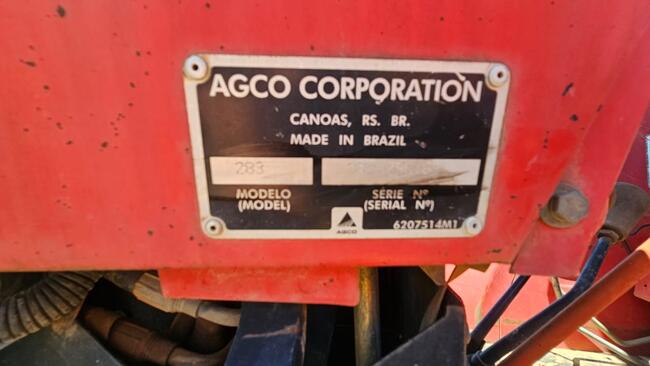 AGCO CORPORATION
CANOAS, RS. BR.
MADE IN BRAZIL
283
MODELO
(MODEL)
SÉRIE Nº
(SERIAL Nº)
AGCO
6207514M1